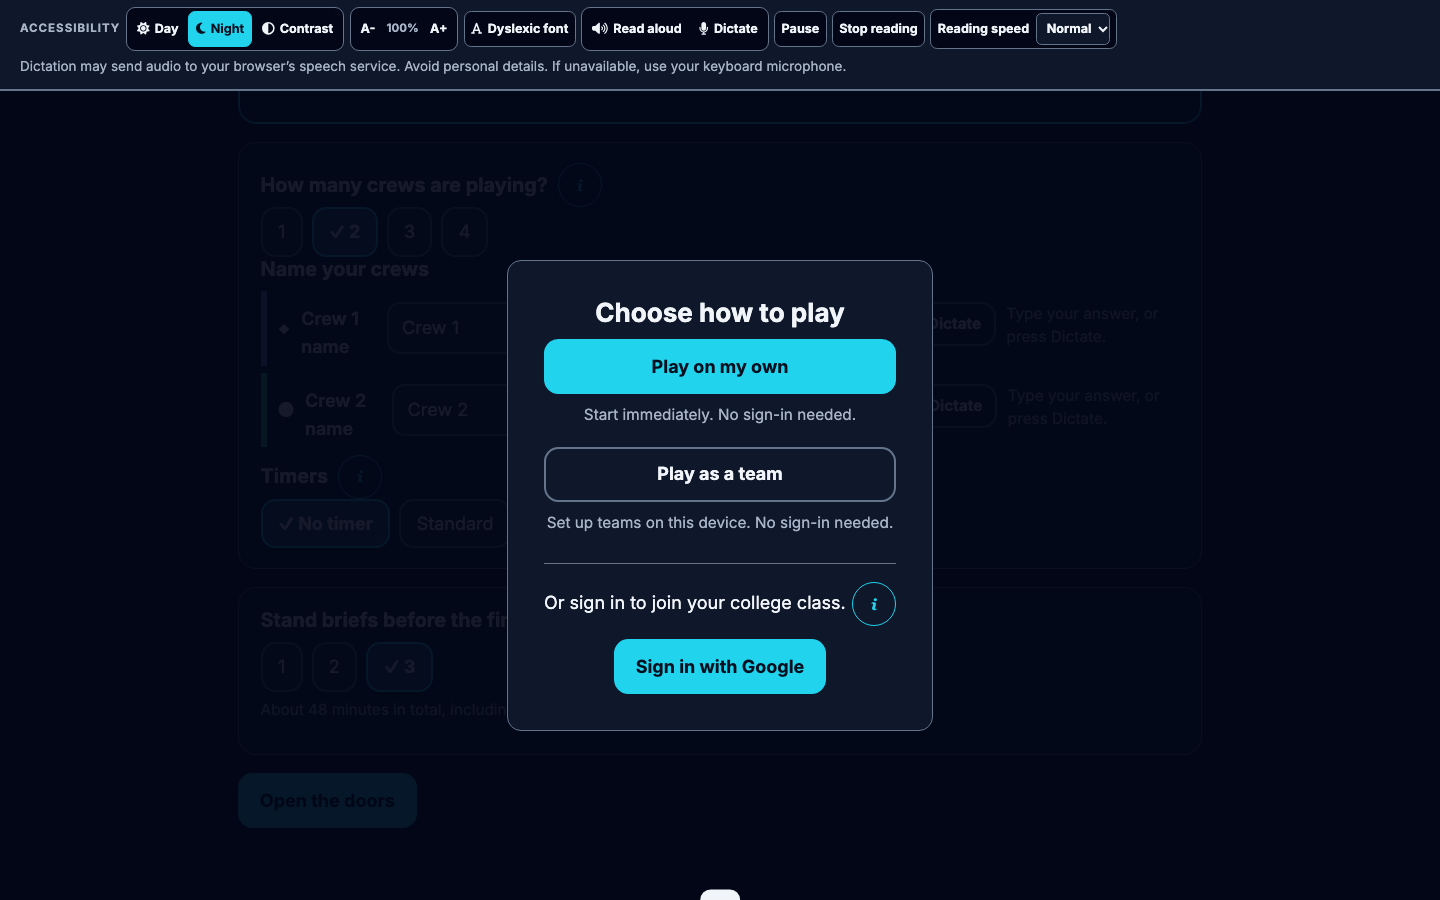 ACCESSIBILITY Day Night Contrast A- 100% A+ A Dyslexic font Read aloud Dictate Pause Stop reading Reading speed Normal
Dictation may send audio to your browser’s speech service. Avoid personal details. If unavailable, use your keyboard microphone.
How many crews are playing? i
1 ✓ 2 3 4
Name your crews
Crew 1 name
Crew 1
Dictate
Type your answer, or
press Dictate.
Crew 2 name
Crew 2
Dictate
Type your answer, or
press Dictate.
Timers i
✓ No timer Standard
Stand briefs before the
1 2 ✓ 3
About 48 minutes in total, including
Open the doors
Choose how to play
Play on my own
Start immediately. No sign-in needed.
Play as a team
Set up teams on this device. No sign-in needed.
Or sign in to join your college class. i
Sign in with Google